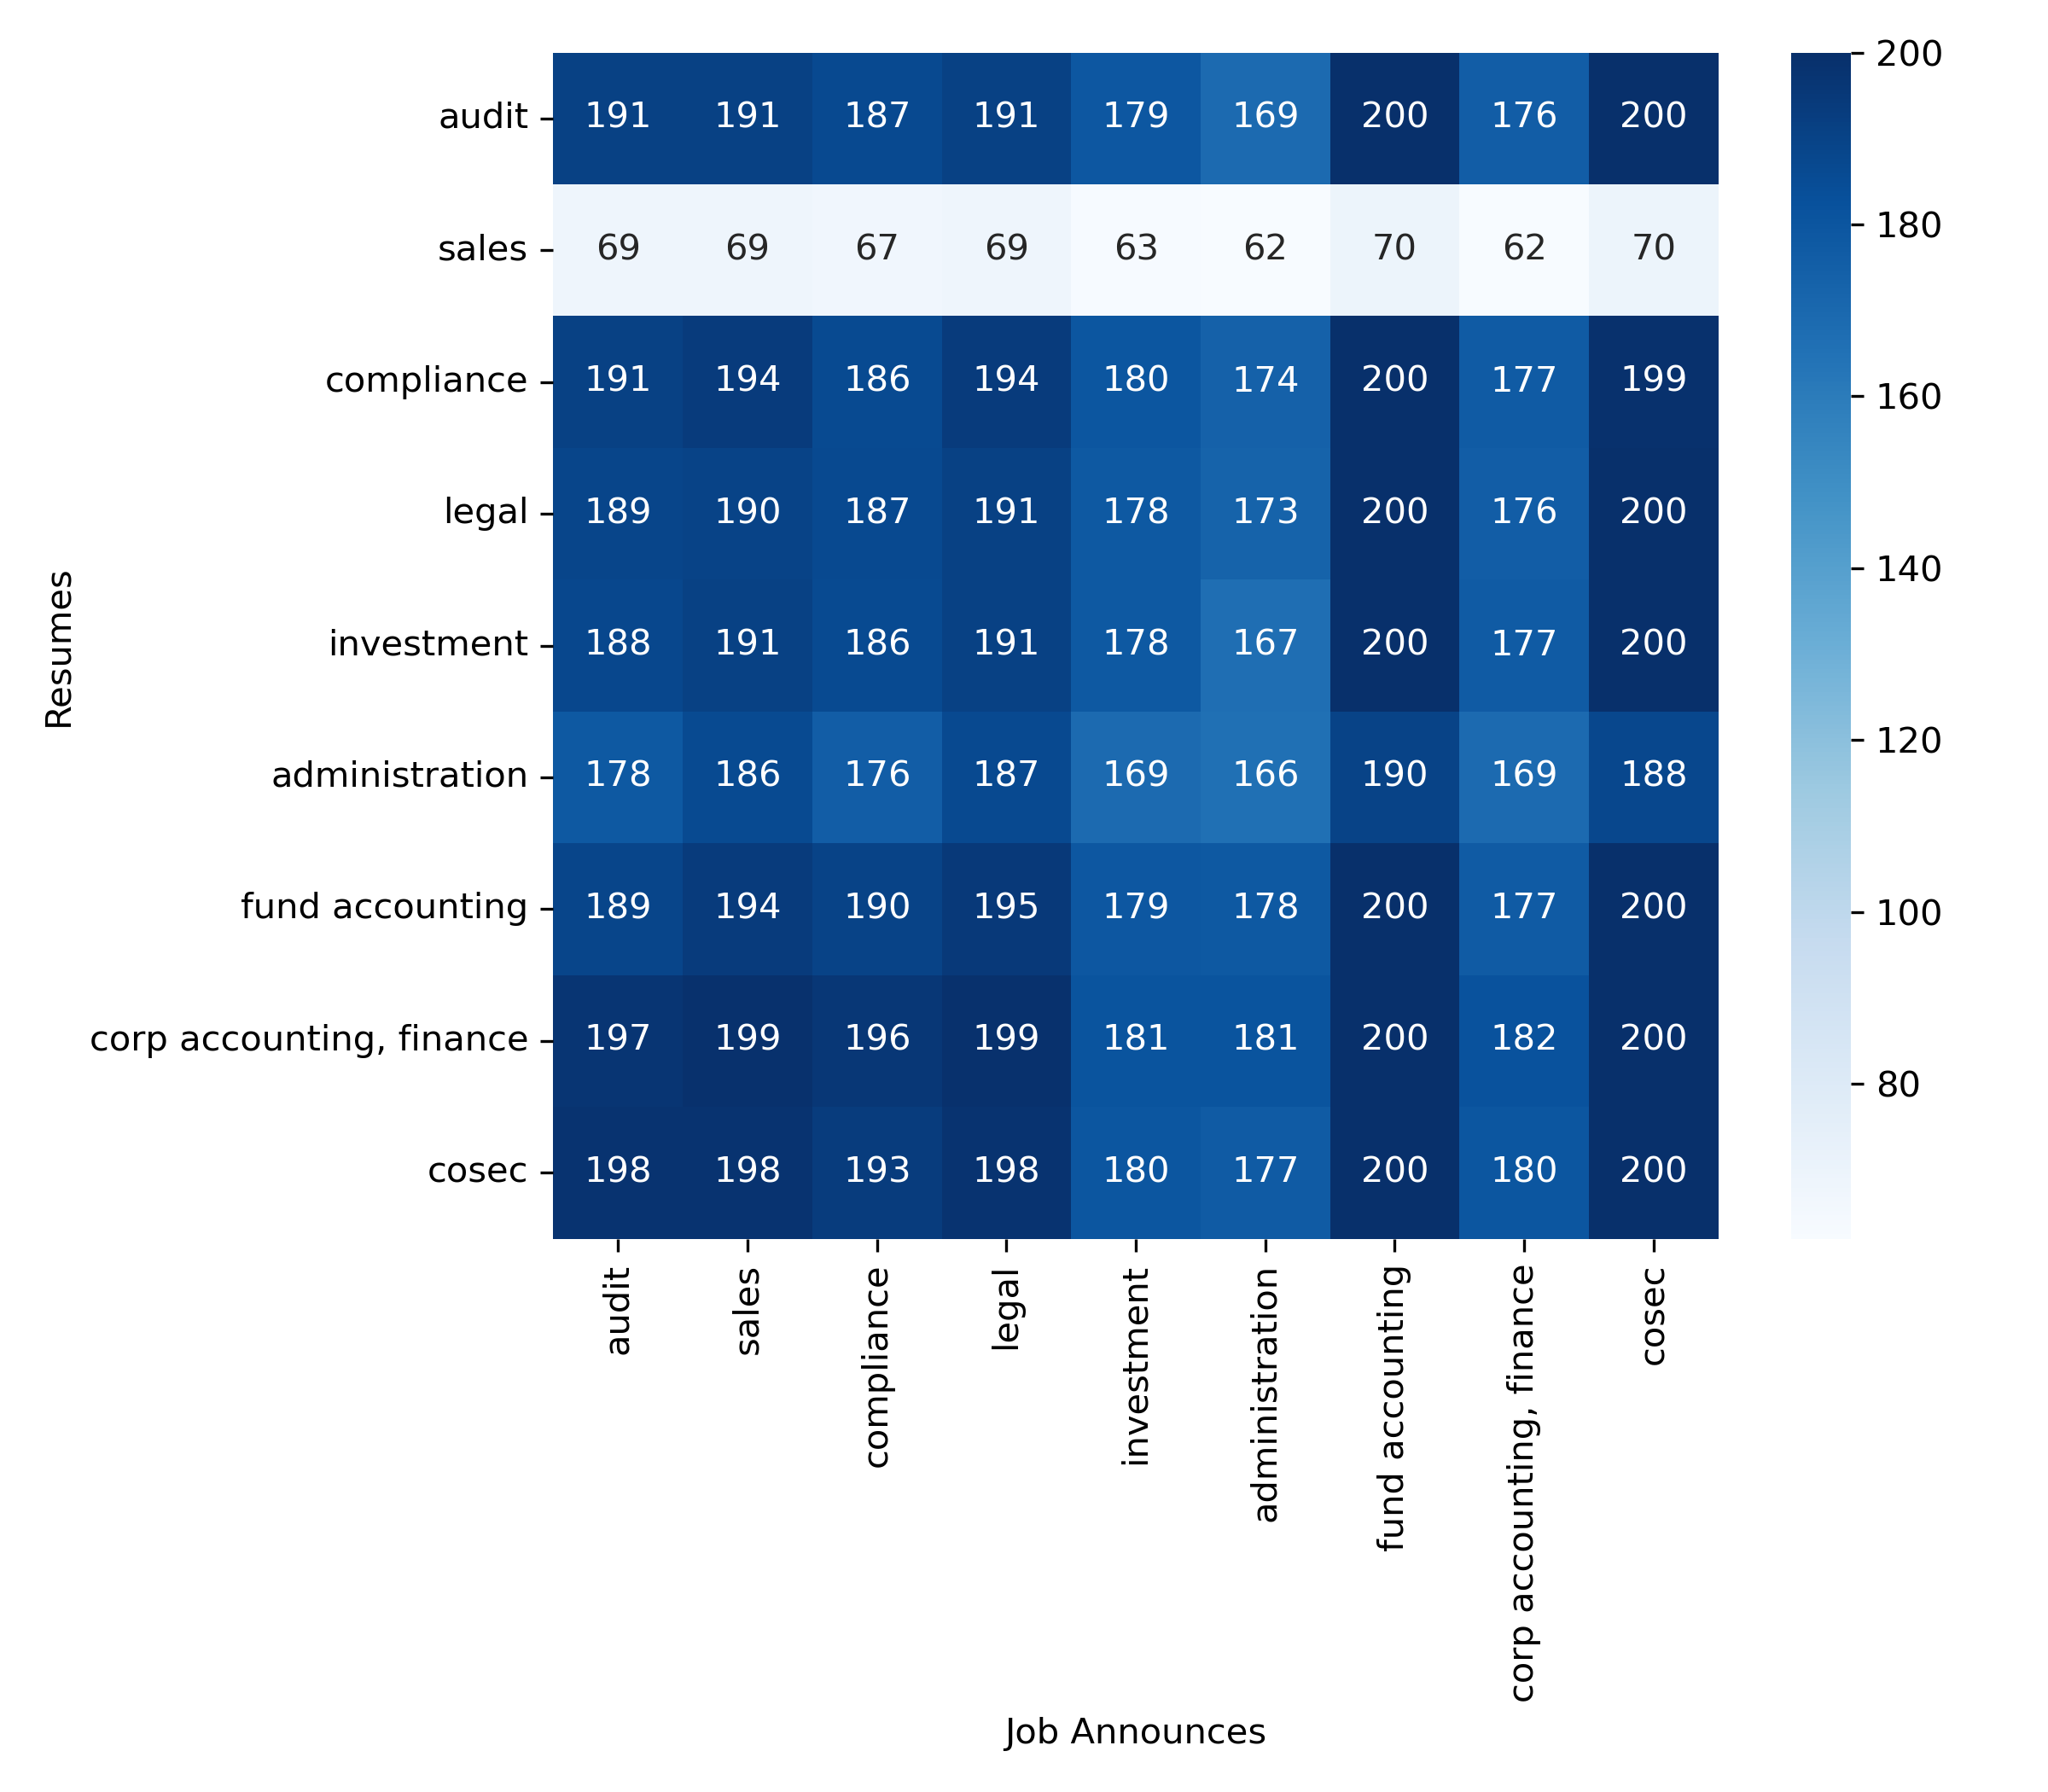 audit 191 191 187 191 179 169 200 176 200
sales 69 69 67 69 63 62 70 62 70
compliance 191 194 186 194 180 174 200 177 199
legal 189 190 187 191 178 173 200 176 200
investment 188 191 186 191 178 167 200 177 200
administration 178 186 176 187 169 166 190 169 188
fund accounting 189 194 190 195 179 178 200 177 200
corp accounting, finance 197 199 196 199 181 181 200 182 200
cosec 198 198 193 198 180 177 200 180 200
Resumes
audit
sales
compliance
legal
investment
administration
fund accounting
corp accounting, finance
cosec
Job Announces
200
180
160
140
120
100
80